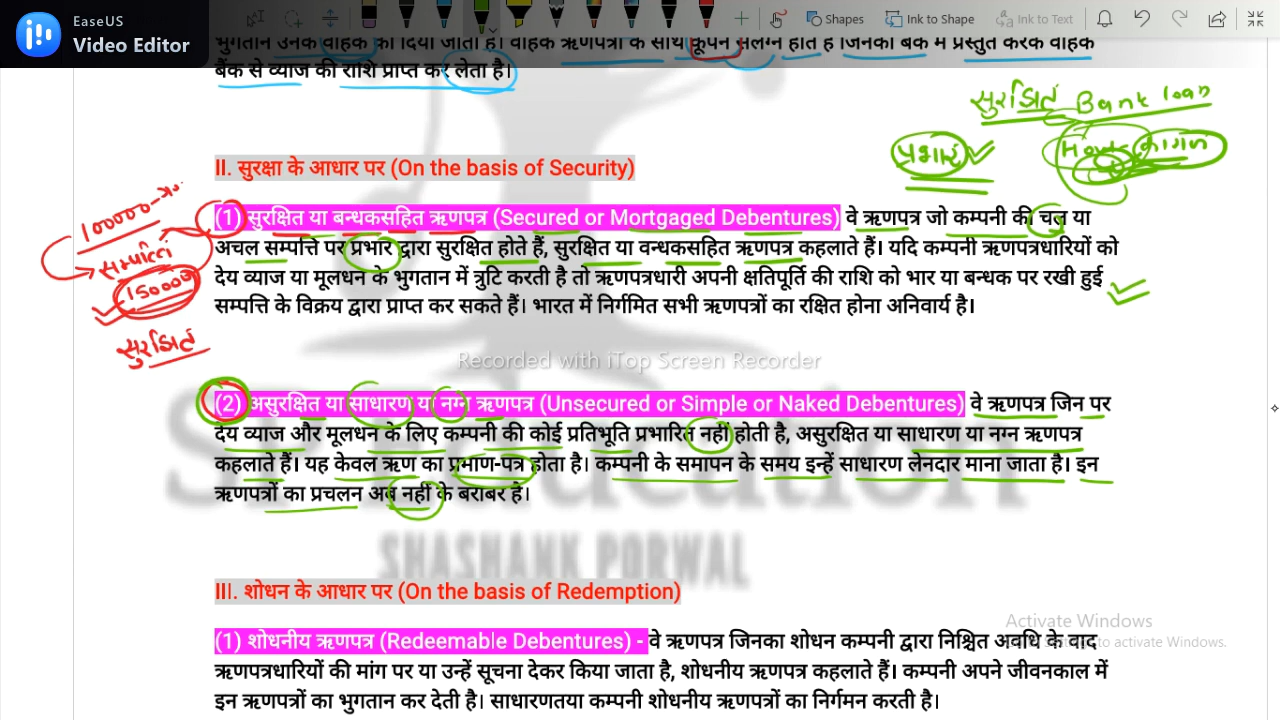 EaseUS
Video Editor
Shapes
Ink to Shape
Ink to Text
भुगतान उनके वाहक को दिया जाता है। वाहक ऋणपत्रों के साथ कूपन संलग्न होते हैं जिनको बैंक में प्रस्तुत करके वाहक
बैंक से व्याज की राशि प्राप्त कर लेता है।
सुरक्षित Bank loan
प्रभार
कागज
II. सुरक्षा के आधार पर (On the basis of Security)
100000
सम्पत्ति
150000
सुरक्षित
(1) सुरक्षित या बन्धकसहित ऋणपत्र (Secured or Mortgaged Debentures) वे ऋणपत्र जो कम्पनी की चल या
अचल सम्पत्ति पर प्रभार द्वारा सुरक्षित होते हैं, सुरक्षित या वन्धकसहित ऋणपत्र कहलाते हैं। यदि कम्पनी ऋणपत्रधारियों को
देय व्याज या मूलधन के भुगतान में त्रुटि करती है तो ऋणपत्रधारी अपनी क्षतिपूर्ति की राशि को भार या बन्धक पर रखी हुई
सम्पत्ति के विक्रय द्वारा प्राप्त कर सकते हैं। भारत में निर्गमित सभी ऋणपत्रों का रक्षित होना अनिवार्य है।
Recorded with iTop Screen Recorder
(2) असुरक्षित या साधारण या नग्न ऋणपत्र (Unsecured or Simple or Naked Debentures) वे ऋणपत्र जिन पर
देय व्याज और मूलधन के लिए कम्पनी की कोई प्रतिभूति प्रभारित नहीं होती है, असुरक्षित या साधारण या नग्न ऋणपत्र
कहलाते हैं। यह केवल ऋण का प्रमाण-पत्र होता है। कम्पनी के समापन के समय इन्हें साधारण लेनदार माना जाता है। इन
ऋणपत्रों का प्रचलन अब नहीं के बराबर है।
SP Education
SHASHANK PORWAL
III. शोधन के आधार पर (On the basis of Redemption)
Activate Windows
to activate Windows.
(1) शोधनीय ऋणपत्र (Redeemable Debentures) - वे ऋणपत्र जिनका शोधन कम्पनी द्वारा निश्चित अवधि के वाद
ऋणपत्रधारियों की मांग पर या उन्हें सूचना देकर किया जाता है, शोधनीय ऋणपत्र कहलाते हैं। कम्पनी अपने जीवनकाल में
इन ऋणपत्रों का भुगतान कर देती है। साधारणतया कम्पनी शोधनीय ऋणपत्रों का निर्गमन करती है।